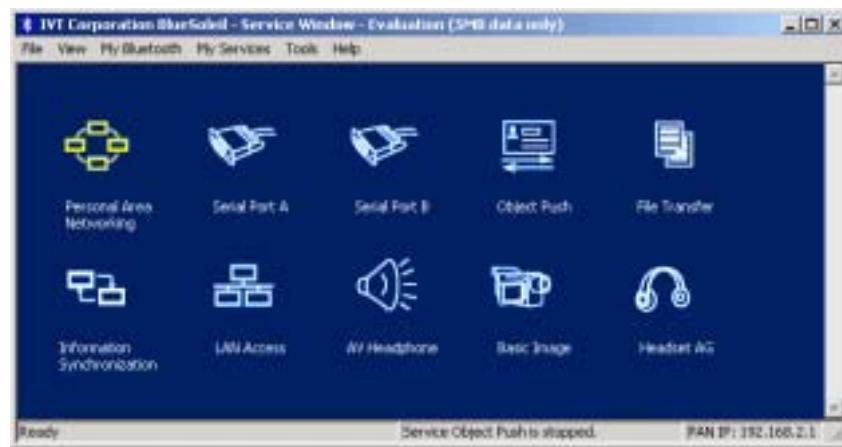 IVT Corporation BlueSoleil - Service Window - Evaluation (5MB data only)
File View My Bluetooth My Services Tools Help
Personal Area
Networking
Serial Port A
Serial Port B
Object Push
File Transfer
Information
Synchronization
LAN Access
AV Headphone
Basic Image
Headset AG
Ready
Service Object Push is stopped.
PAN IP: 192.168.2.1